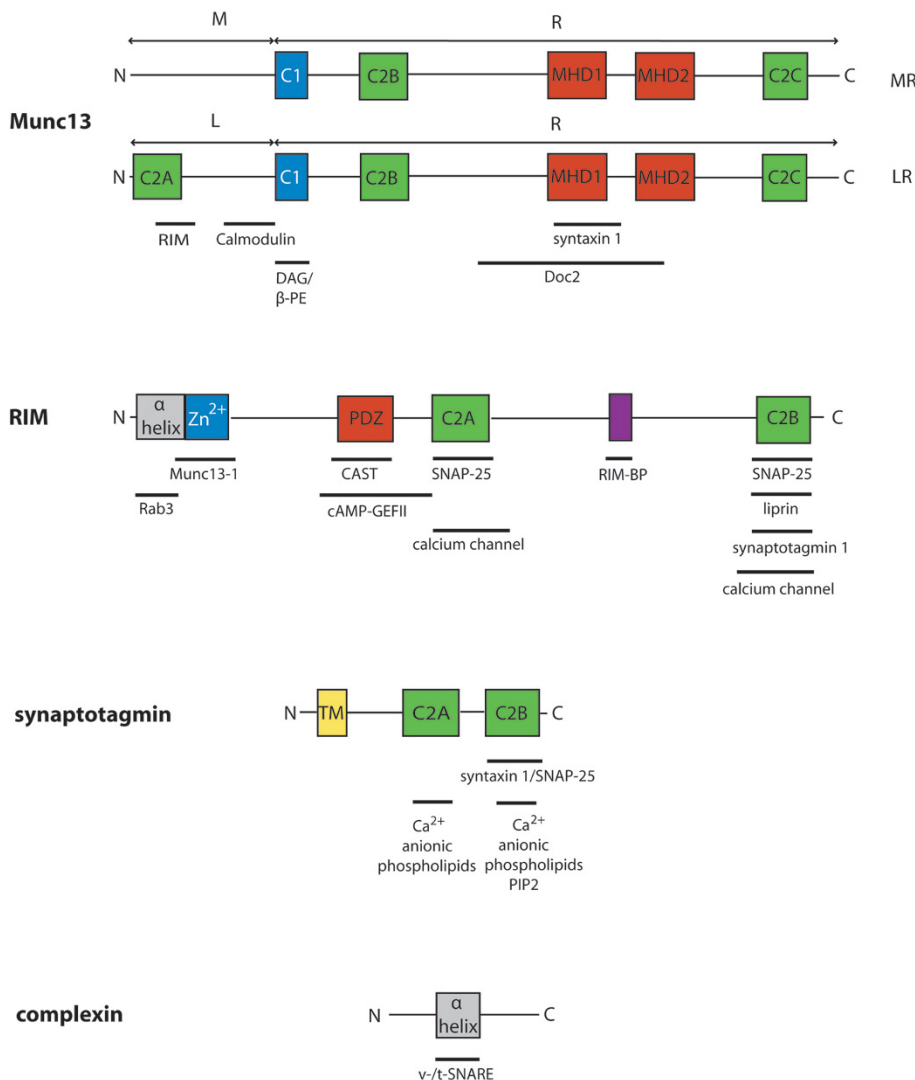 M R
N C1 C2B MHD1 MHD2 C2C C MR
Munc13
L R
N C2A C1 C2B MHD1 MHD2 C2C C LR
RIM Calmodulin syntaxin 1
DAG/
β-PE
Doc2
RIM
N α
helix
Zn2+ PDZ C2A C2B C
Munc13-1 CAST SNAP-25 RIM-BP SNAP-25
Rab3 cAMP-GEFII liprin
calcium channel synaptotagmin 1
calcium channel
synaptotagmin
N TM C2A C2B C
syntaxin 1/SNAP-25
Ca2+
anionic
phospholipids
Ca2+
anionic
phospholipids
PIP2
complexin
N α
helix
C
v-/t-SNARE